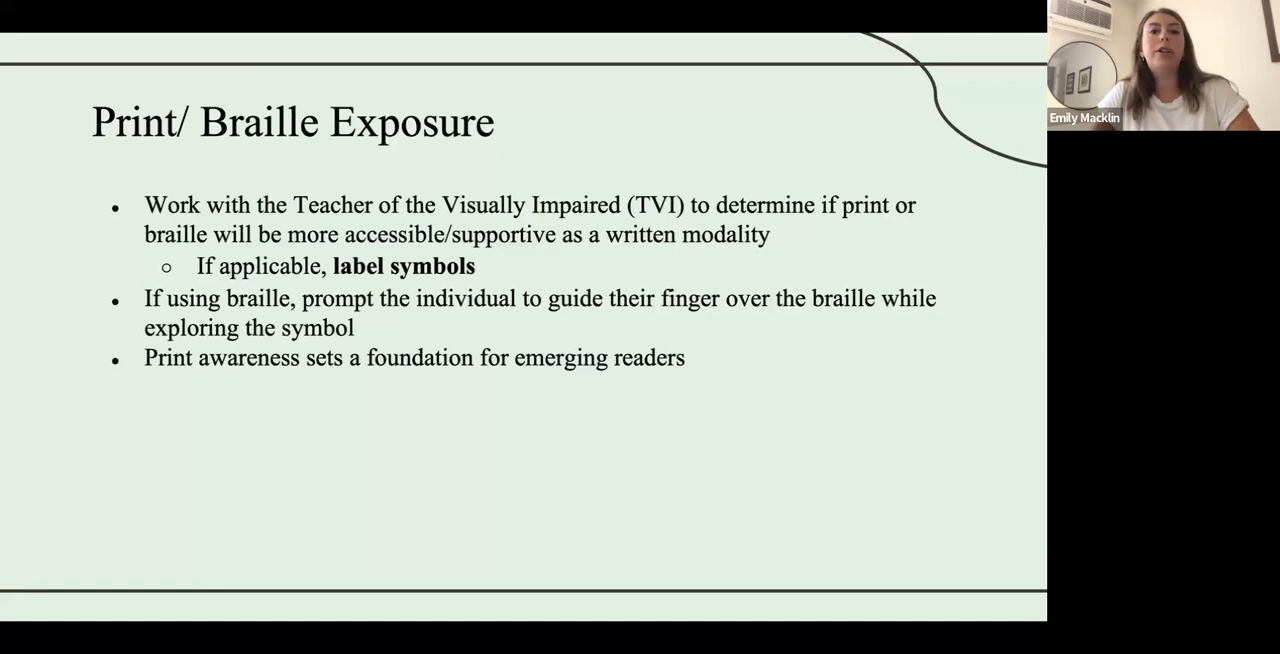 Print/ Braille Exposure
• Work with the Teacher of the Visually Impaired (TVI) to determine if print or
braille will be more accessible/supportive as a written modality
○ If applicable, label symbols
• If using braille, prompt the individual to guide their finger over the braille while
exploring the symbol
• Print awareness sets a foundation for emerging readers
Emily Macklin